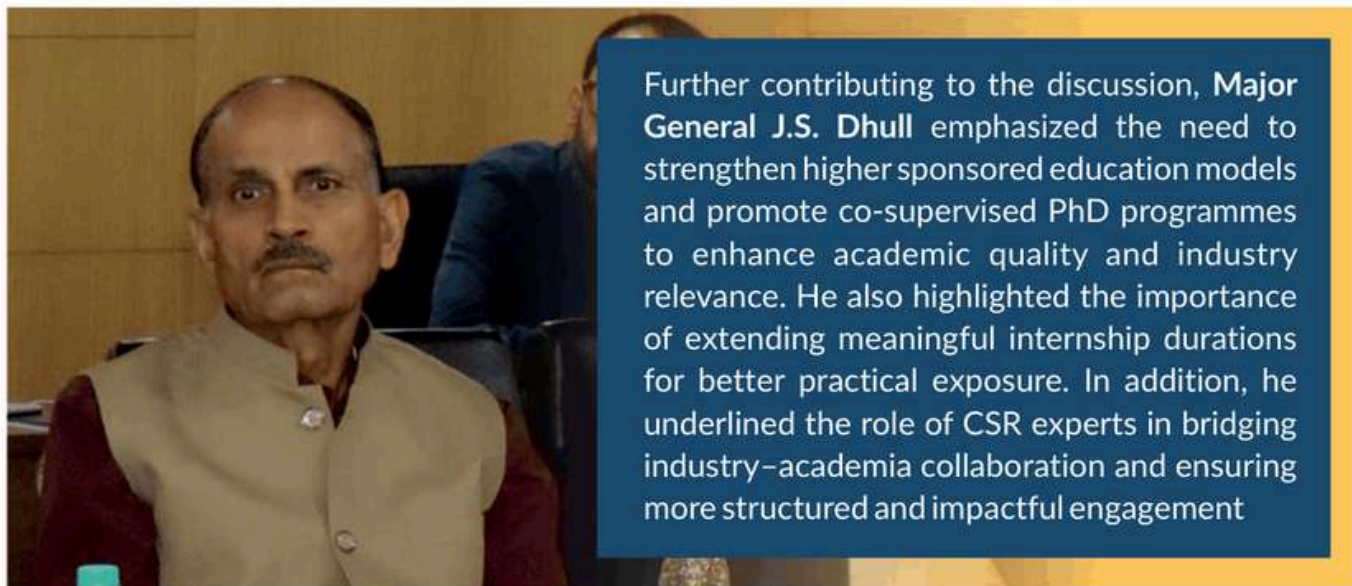 Further contributing to the discussion, Major
General J.S. Dhull emphasized the need to
strengthen higher sponsored education models
and promote co-supervised PhD programmes
to enhance academic quality and industry
relevance. He also highlighted the importance
of extending meaningful internship durations
for better practical exposure. In addition, he
underlined the role of CSR experts in bridging
industry–academia collaboration and ensuring
more structured and impactful engagement